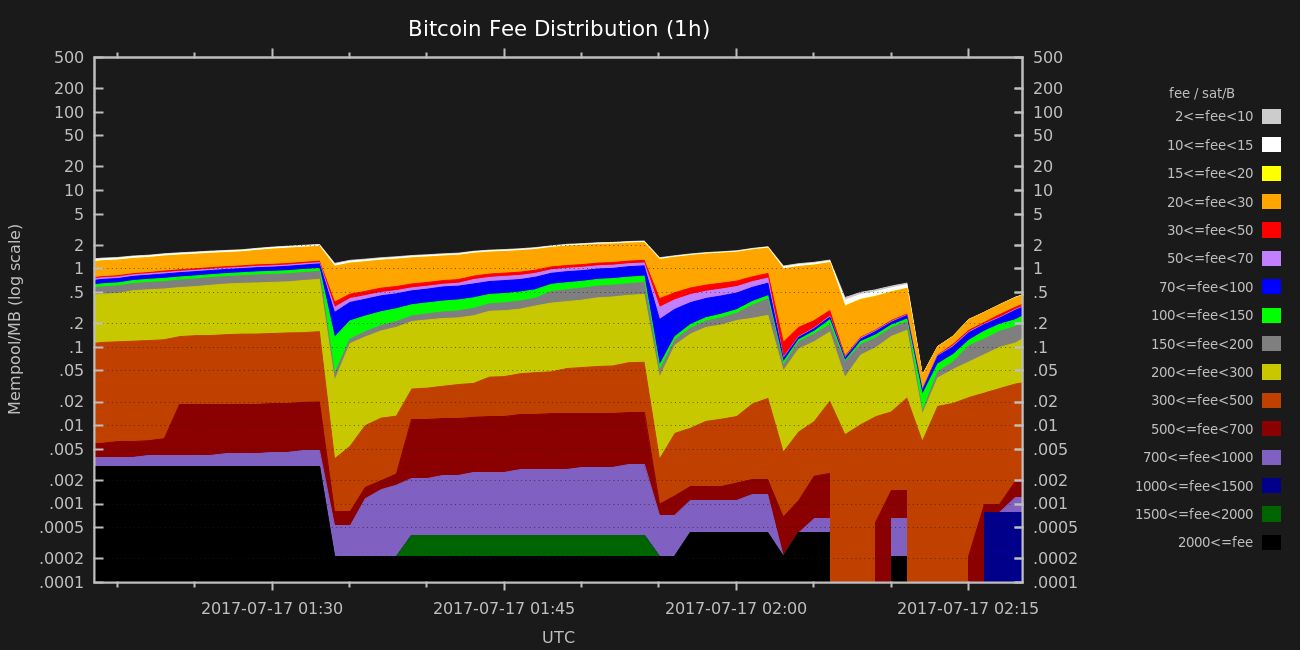 Bitcoin Fee Distribution (1h)
Mempool/MB (log scale)
500
200
100
50
20
10
5
2
1
.5
.2
.1
.05
.02
.01
.005
.002
.001
.0005
.0002
.0001
500
200
100
50
20
10
5
2
1
.5
.2
.1
.05
.02
.01
.005
.002
.001
.0005
.0002
.0001
2017-07-17 01:30
2017-07-17 01:45
2017-07-17 02:00
2017-07-17 02:15
UTC
fee / sat/B
2<=fee<10
10<=fee<15
15<=fee<20
20<=fee<30
30<=fee<50
50<=fee<70
70<=fee<100
100<=fee<150
150<=fee<200
200<=fee<300
300<=fee<500
500<=fee<700
700<=fee<1000
1000<=fee<1500
1500<=fee<2000
2000<=fee